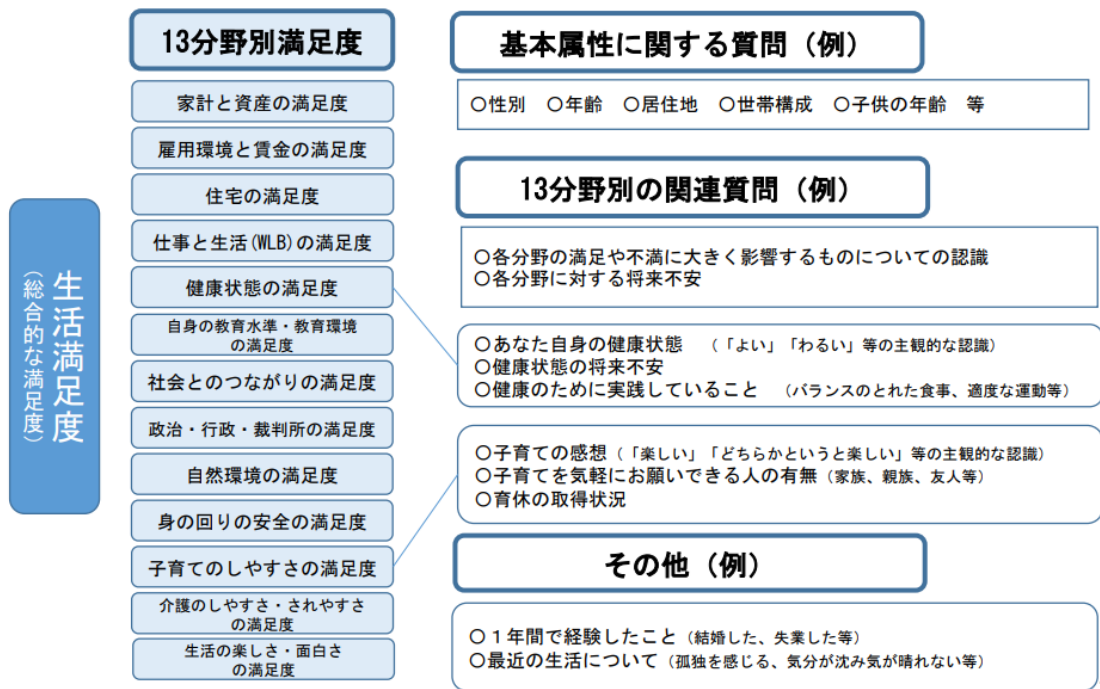 生活満足度
（総合的な満足度）
13分野別満足度
家計と資産の満足度
雇用環境と賃金の満足度
住宅の満足度
仕事と生活(WLB)の満足度
健康状態の満足度
自身の教育水準・教育環境
の満足度
社会とのつながりの満足度
政治・行政・裁判所の満足度
自然環境の満足度
身の回りの安全の満足度
子育てのしやすさの満足度
介護のしやすさ・されやすさ
の満足度
生活の楽しさ・面白さ
の満足度
基本属性に関する質問（例）
〇性別　〇年齢　〇居住地　〇世帯構成　〇子供の年齢　等
13分野別の関連質問（例）
〇各分野の満足や不満に大きく影響するものについての認識
〇各分野に対する将来不安
〇あなた自身の健康状態　（「よい」「わるい」等の主観的な認識）
〇健康状態の将来不安
〇健康のために実践していること　（バランスのとれた食事、適度な運動等）
〇子育ての感想（「楽しい」「どちらかというと楽しい」等の主観的な認識）
〇子育てを気軽にお願いできる人の有無（家族、親族、友人等）
〇育休の取得状況
その他（例）
〇１年間で経験したこと（結婚した、失業した等）
〇最近の生活について（孤独を感じる、気分が沈み気が晴れない等）